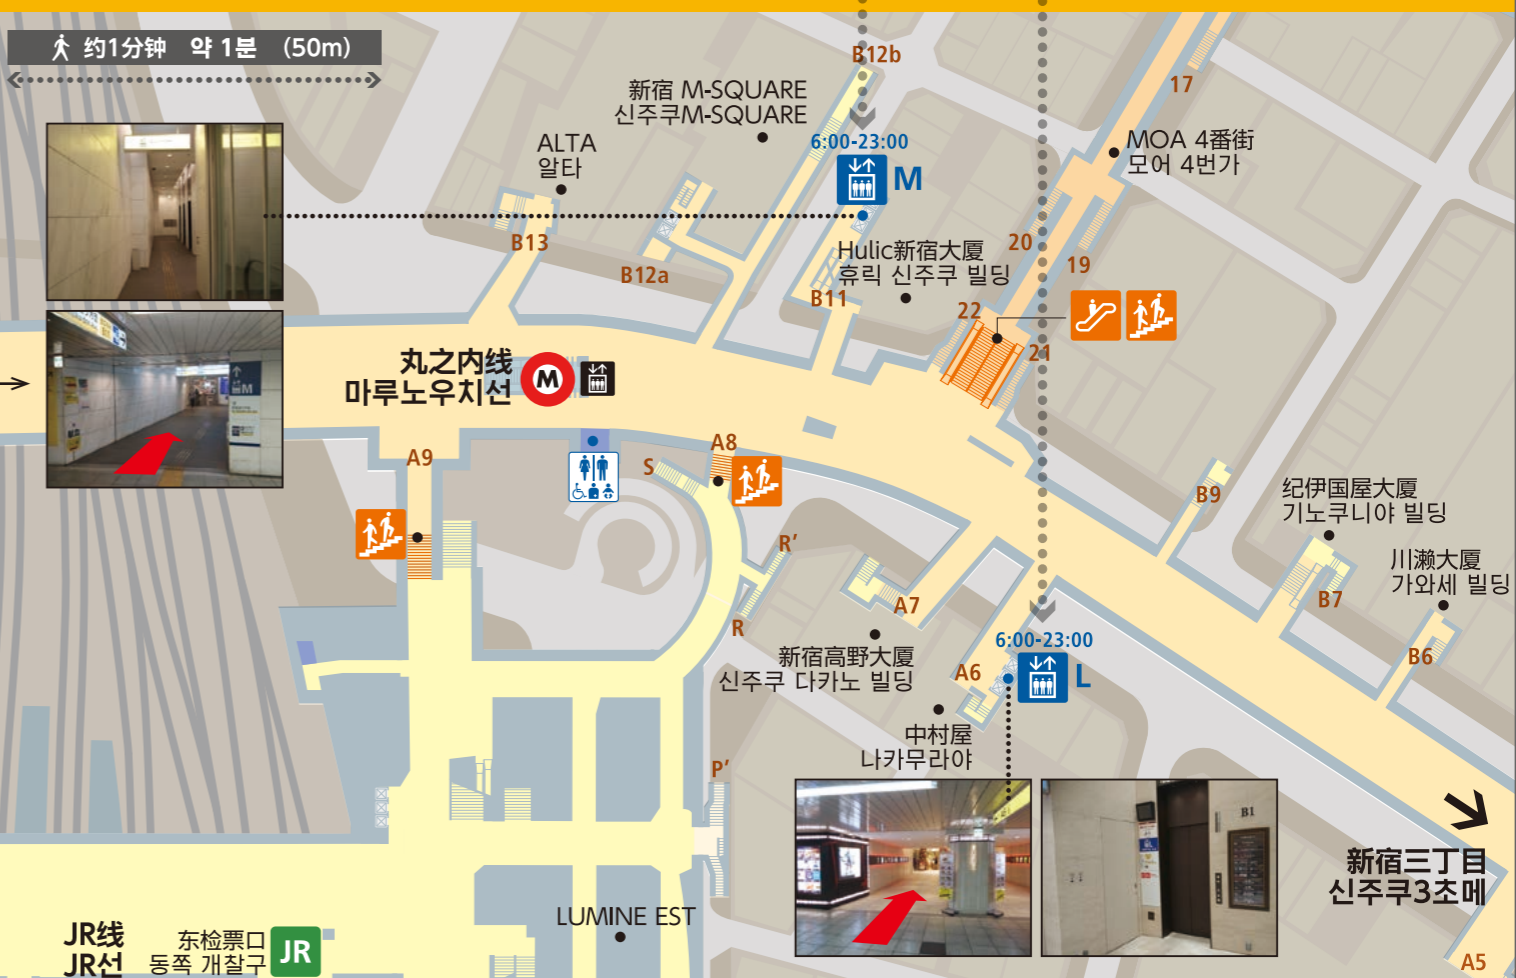 约1分钟 약 1분 (50m)
B12b
17
新宿 M-SQUARE
신주쿠M-SQUARE
ALTA
알타
6:00-23:00
M
MOA 4番街
모어 4번가
B13
B12a
20
19
Hulic新宿大厦
휴릭 신주쿠 빌딩
B11
22
21
丸之内线
마루노우치선
M
M
A9
S
A8
B9
纪伊国屋大厦
기노쿠니야 빌딩
R'
川濑大厦
가와세 빌딩
A7
B7
R
6:00-23:00
L
新宿高野大厦
신주쿠 다카노 빌딩
A6
B6
中村屋
나카무라야
P'
B1
新宿三丁目
신주쿠3초메
LUMINE EST
JR线
JR선
东检票口
동쪽 개찰구
JR
A5